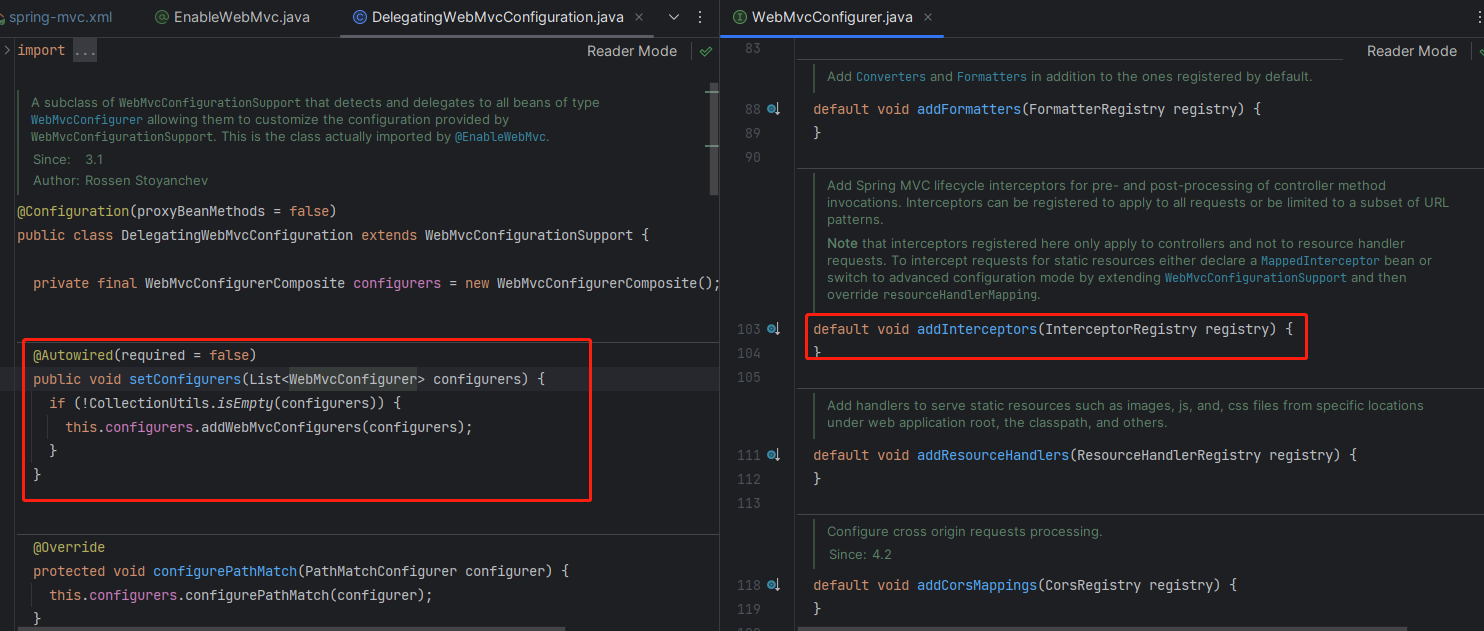 spring-mvc.xml
EnableWebMvc.java
DelegatingWebMvcConfiguration.java
import ...
Reader Mode
A subclass of WebMvcConfigurationSupport that detects and delegates to all beans of type
WebMvcConfigurer allowing them to customize the configuration provided by
WebMvcConfigurationSupport. This is the class actually imported by @EnableWebMvc.
Since: 3.1
Author: Rossen Stoyanchev
@Configuration(proxyBeanMethods = false)
public class DelegatingWebMvcConfiguration extends WebMvcConfigurationSupport {
private final WebMvcConfigurerComposite configurers = new WebMvcConfigurerComposite();
@Autowired(required = false)
public void setConfigurers(List<WebMvcConfigurer> configurers) {
if (!CollectionUtils.isEmpty(configurers)) {
this.configurers.addWebMvcConfigurers(configurers);
}
}
@Override
protected void configurePathMatch(PathMatchConfigurer configurer) {
this.configurers.configurePathMatch(configurer);
}
WebMvcConfigurer.java
83
Reader Mode
Add Converters and Formatters in addition to the ones registered by default.
88 default void addFormatters(FormatterRegistry registry) {
89 }
90
Add Spring MVC lifecycle interceptors for pre- and post-processing of controller method
invocations. Interceptors can be registered to apply to all requests or be limited to a subset of URL
patterns.
Note that interceptors registered here only apply to controllers and not to resource handler
requests. To intercept requests for static resources either declare a MappedInterceptor bean or
switch to advanced configuration mode by extending WebMvcConfigurationSupport and then
override resourceHandlerMapping.
103 default void addInterceptors(InterceptorRegistry registry) {
104 }
105
Add handlers to serve static resources such as images, js, and, css files from specific locations
under web application root, the classpath, and others.
111 default void addResourceHandlers(ResourceHandlerRegistry registry) {
112 }
113
Configure cross origin requests processing.
Since: 4.2
118 default void addCorsMappings(CorsRegistry registry) {
119 }